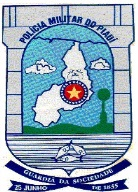 POLÍCIA MILITAR DO PIAUÍ
GUARDIÃ DA SOCIEDADE
25 JUNHO
DE 1835